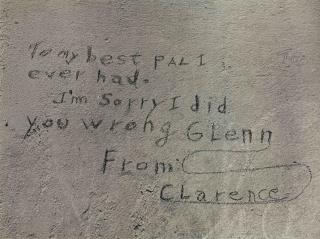 To my best PAL I
ever had.
I'm Sorry I did
you wrong GLenn
From:
CLarence